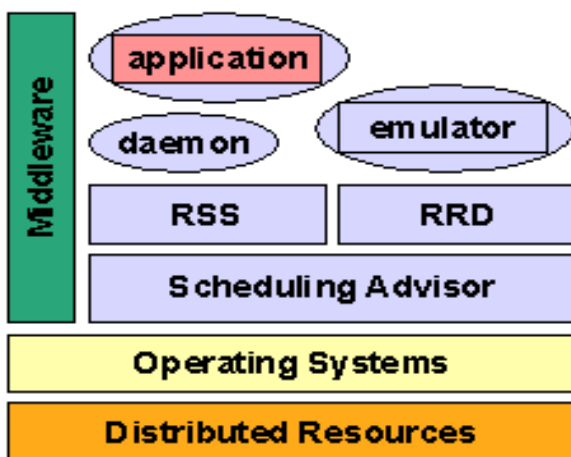 Middleware
application
daemon
emulator
RSS
RRD
Scheduling Advisor
Operating Systems
Distributed Resources